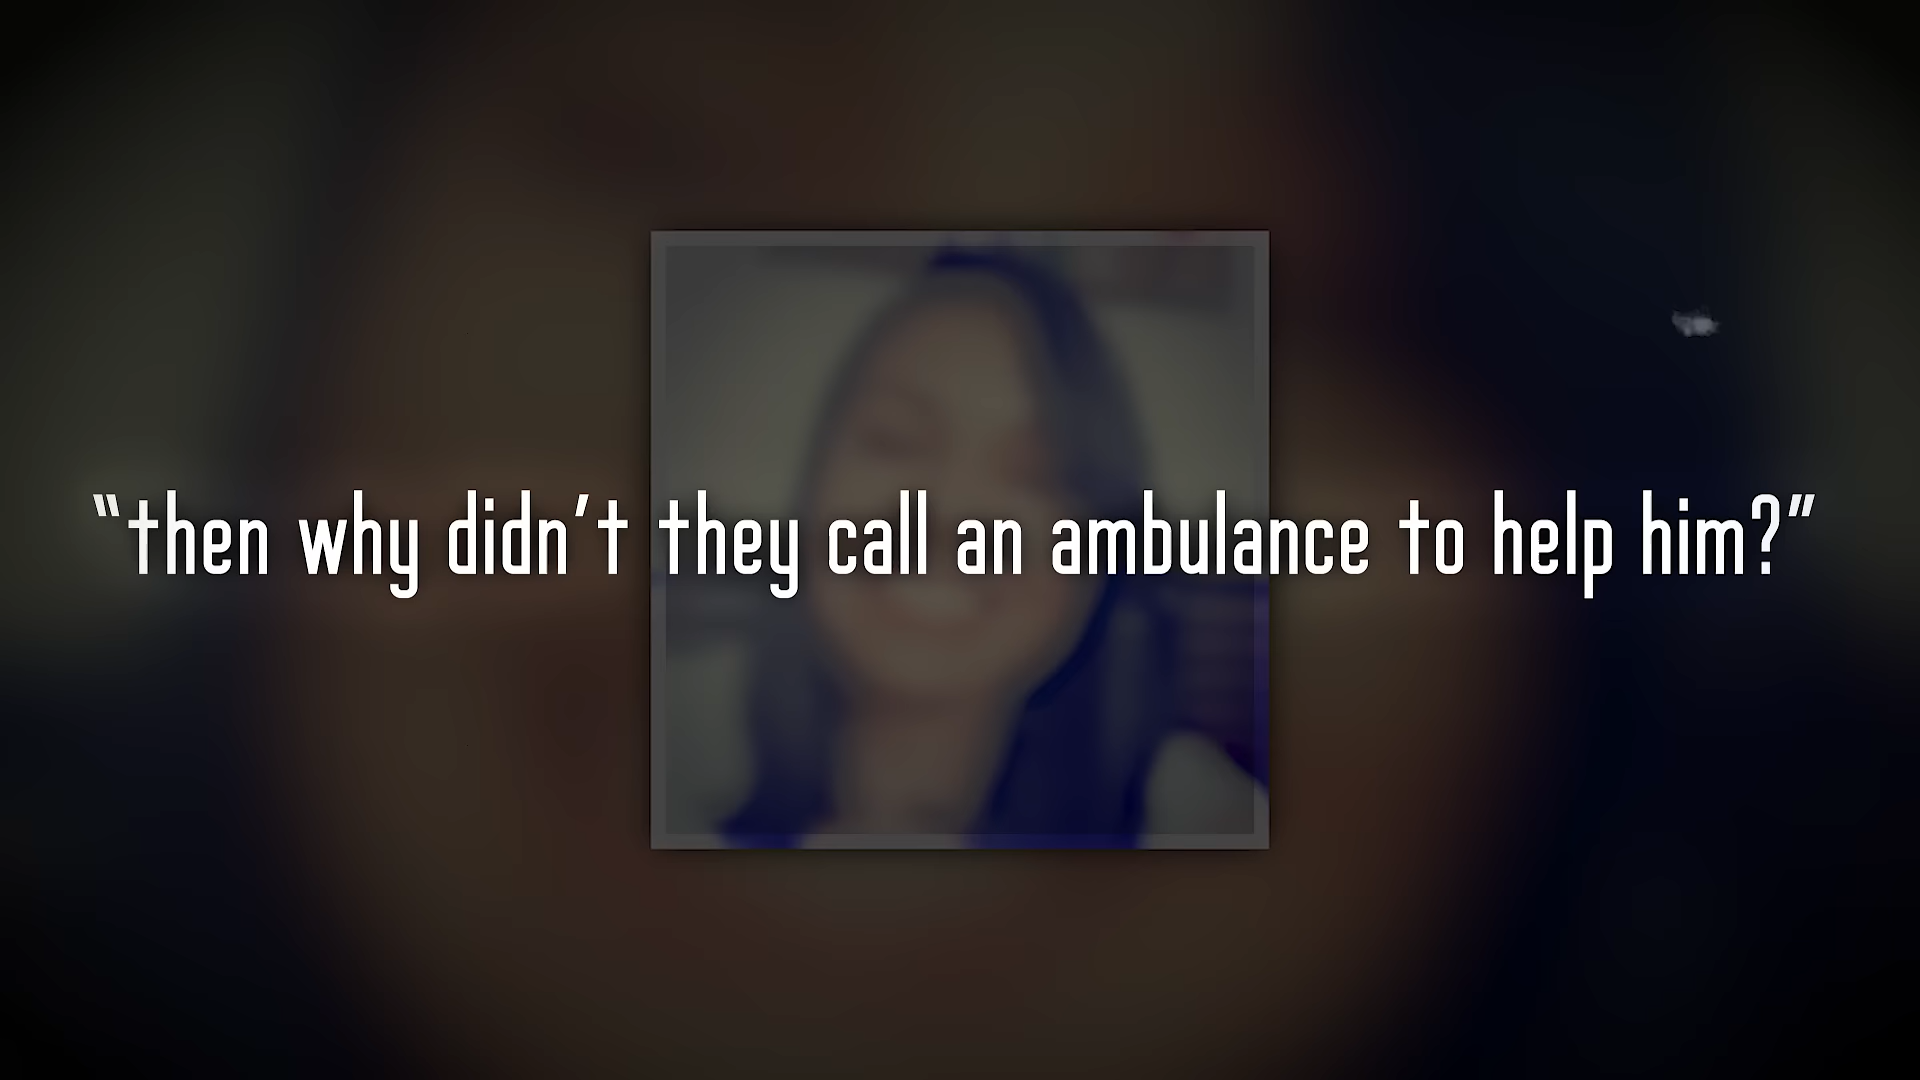 “then why didn’t they call an ambulance to help him?”